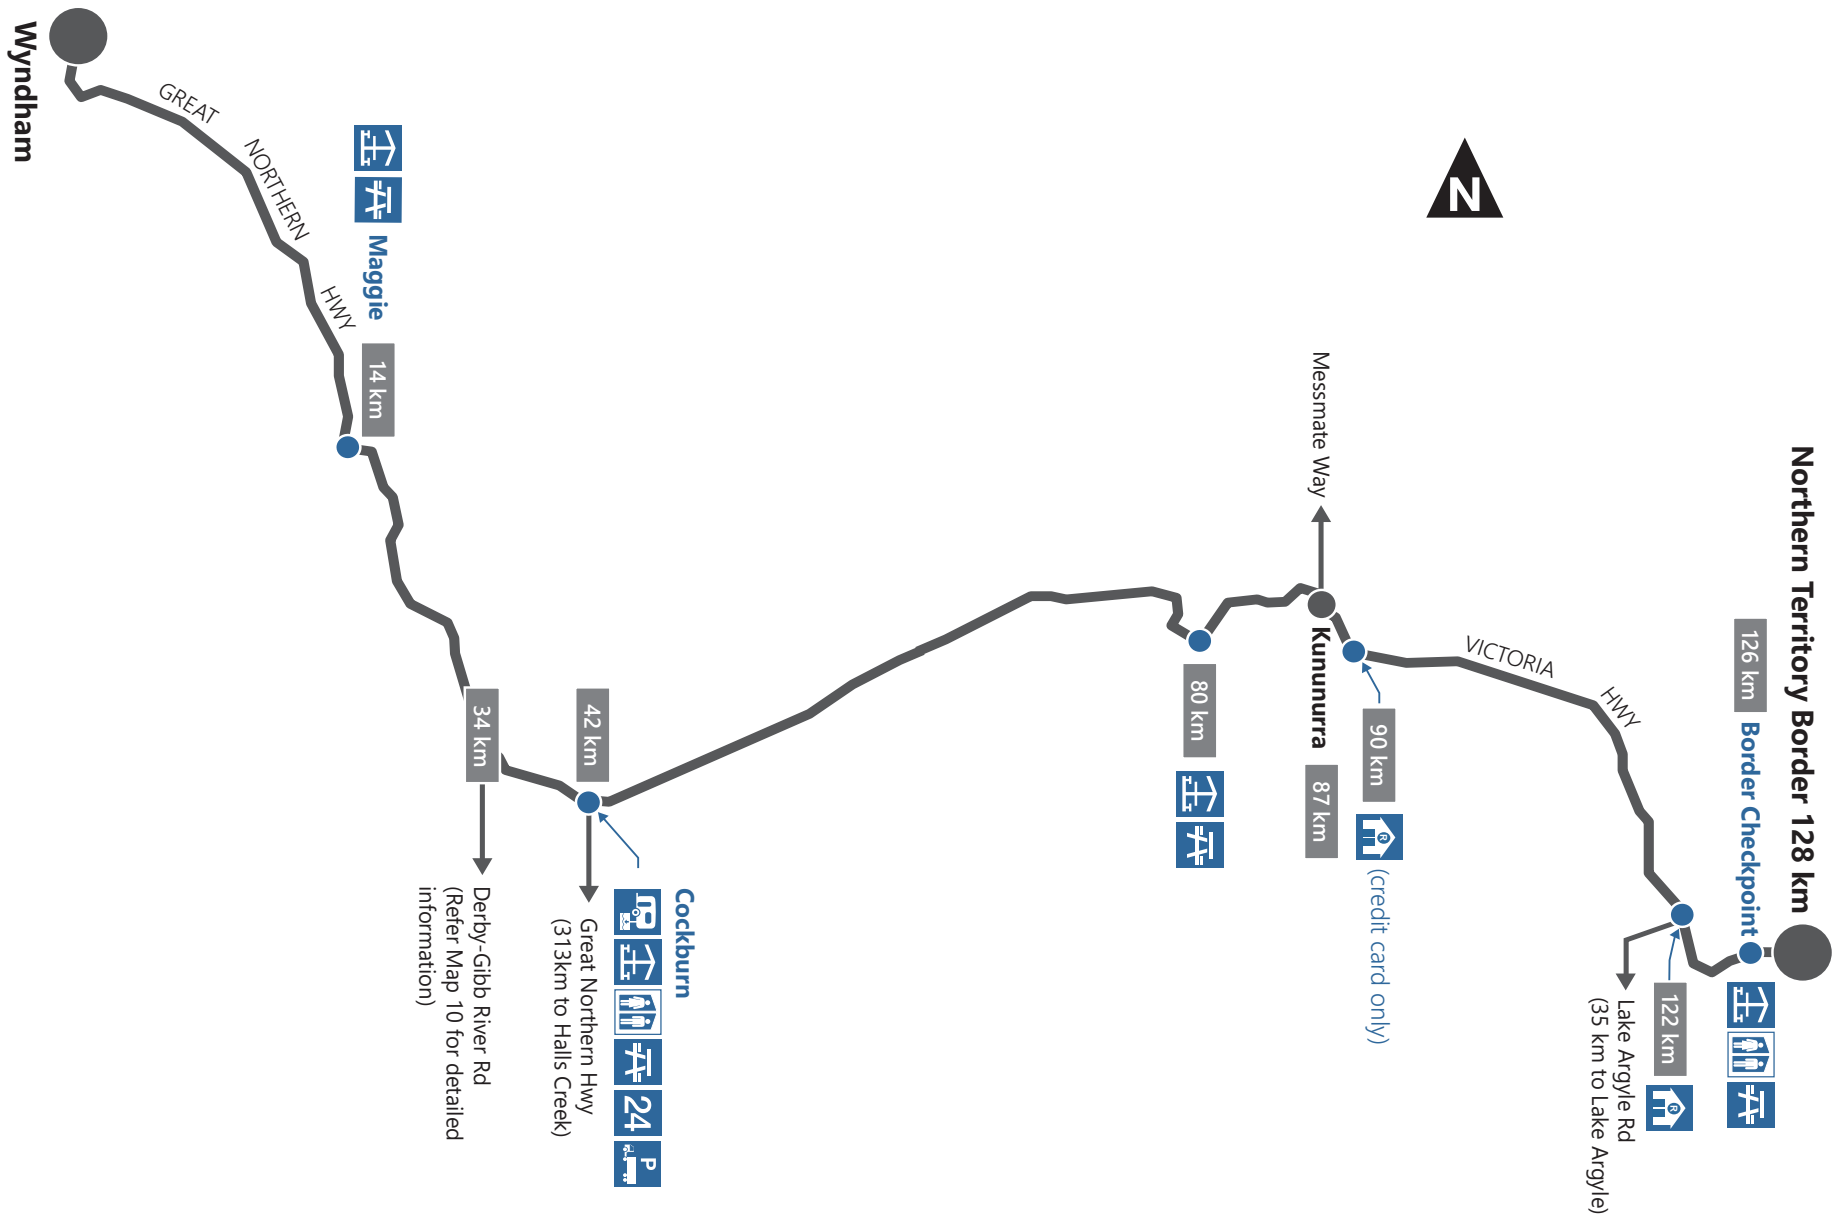 Wyndham
GREAT
NORTHERN
HWY
Maggie
14 km
34 km
Derby-Gibb River Rd
(Refer Map 10 for detailed
information)
42 km
Great Northern Hwy
(313km to Halls Creek)
Cockburn
24
P
80 km
Messmate Way
Kununurra
87 km
90 km
R
(credit card only)
N
VICTORIA
HWY
Lake Argyle Rd
(35 km to Lake Argyle)
122 km
R
126 km
Border Checkpoint
Northern Territory Border 128 km